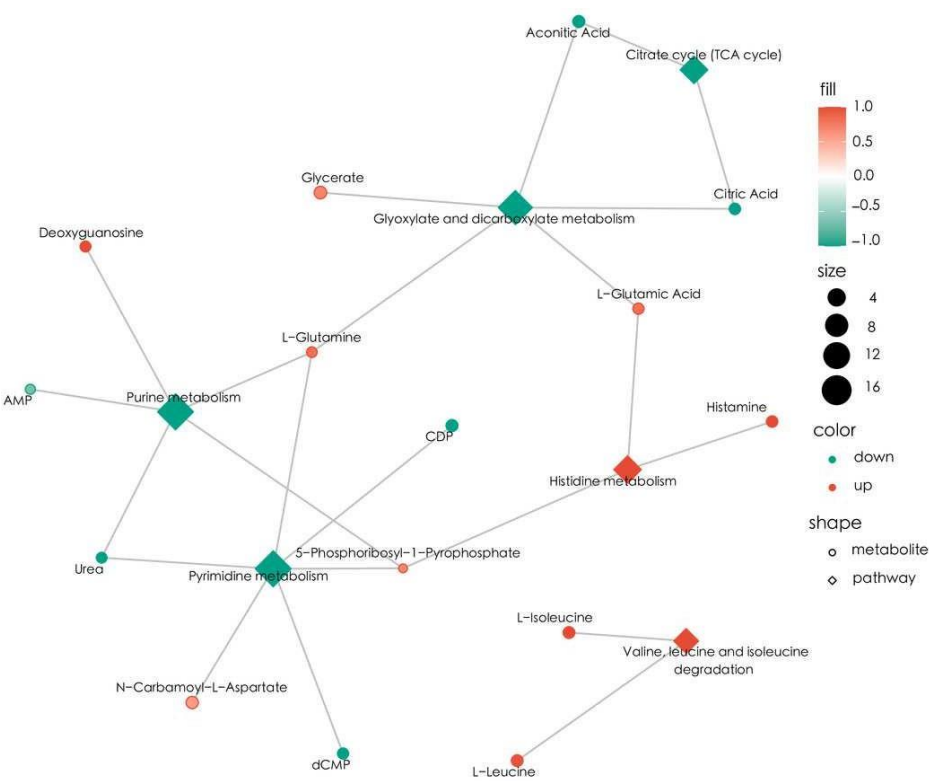 Aconitic Acid
Citrate cycle (TCA cycle)
Glycerate
Citric Acid
Glyoxylate and dicarboxylate metabolism
Deoxyguanosine
L−Glutamic Acid
L−Glutamine
AMP
Purine metabolism
Histamine
CDP
Histidine metabolism
5−Phosphoribosyl−1−Pyrophosphate
Urea
Pyrimidine metabolism
L−Isoleucine
Valine, leucine and isoleucine
degradation
N−Carbamoyl−L−Aspartate
dCMP
L−Leucine
fill
1.0
0.5
0.0
−0.5
−1.0
size
4
8
12
16
color
down
up
shape
metabolite
pathway